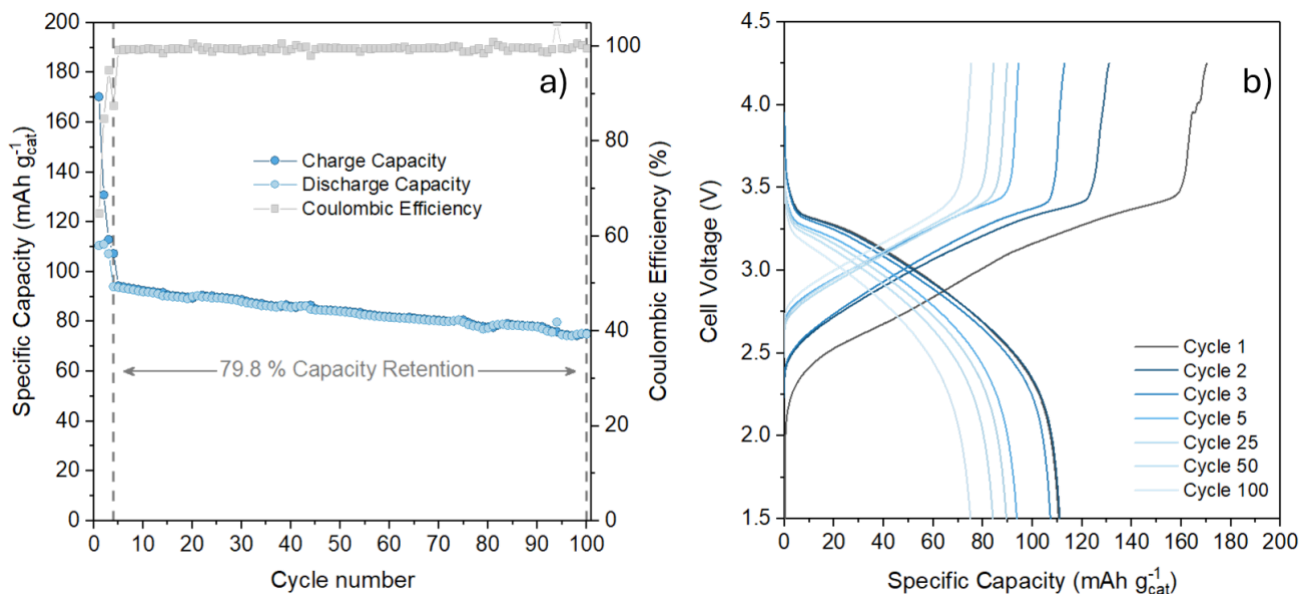 a)
200
180
160
140
120
100
80
60
40
20
0
Specific Capacity (mAh g⁻¹cat)
0 10 20 30 40 50 60 70 80 90 100
Cycle number
100
80
60
40
20
0
Coulombic Efficiency (%)
Charge Capacity
Discharge Capacity
Coulombic Efficiency
79.8 % Capacity Retention
b)
4.5
4.0
3.5
3.0
2.5
2.0
1.5
Cell Voltage (V)
Cycle 1
Cycle 2
Cycle 3
Cycle 5
Cycle 25
Cycle 50
Cycle 100
0 20 40 60 80 100 120 140 160 180 200
Specific Capacity (mAh g⁻¹cat)